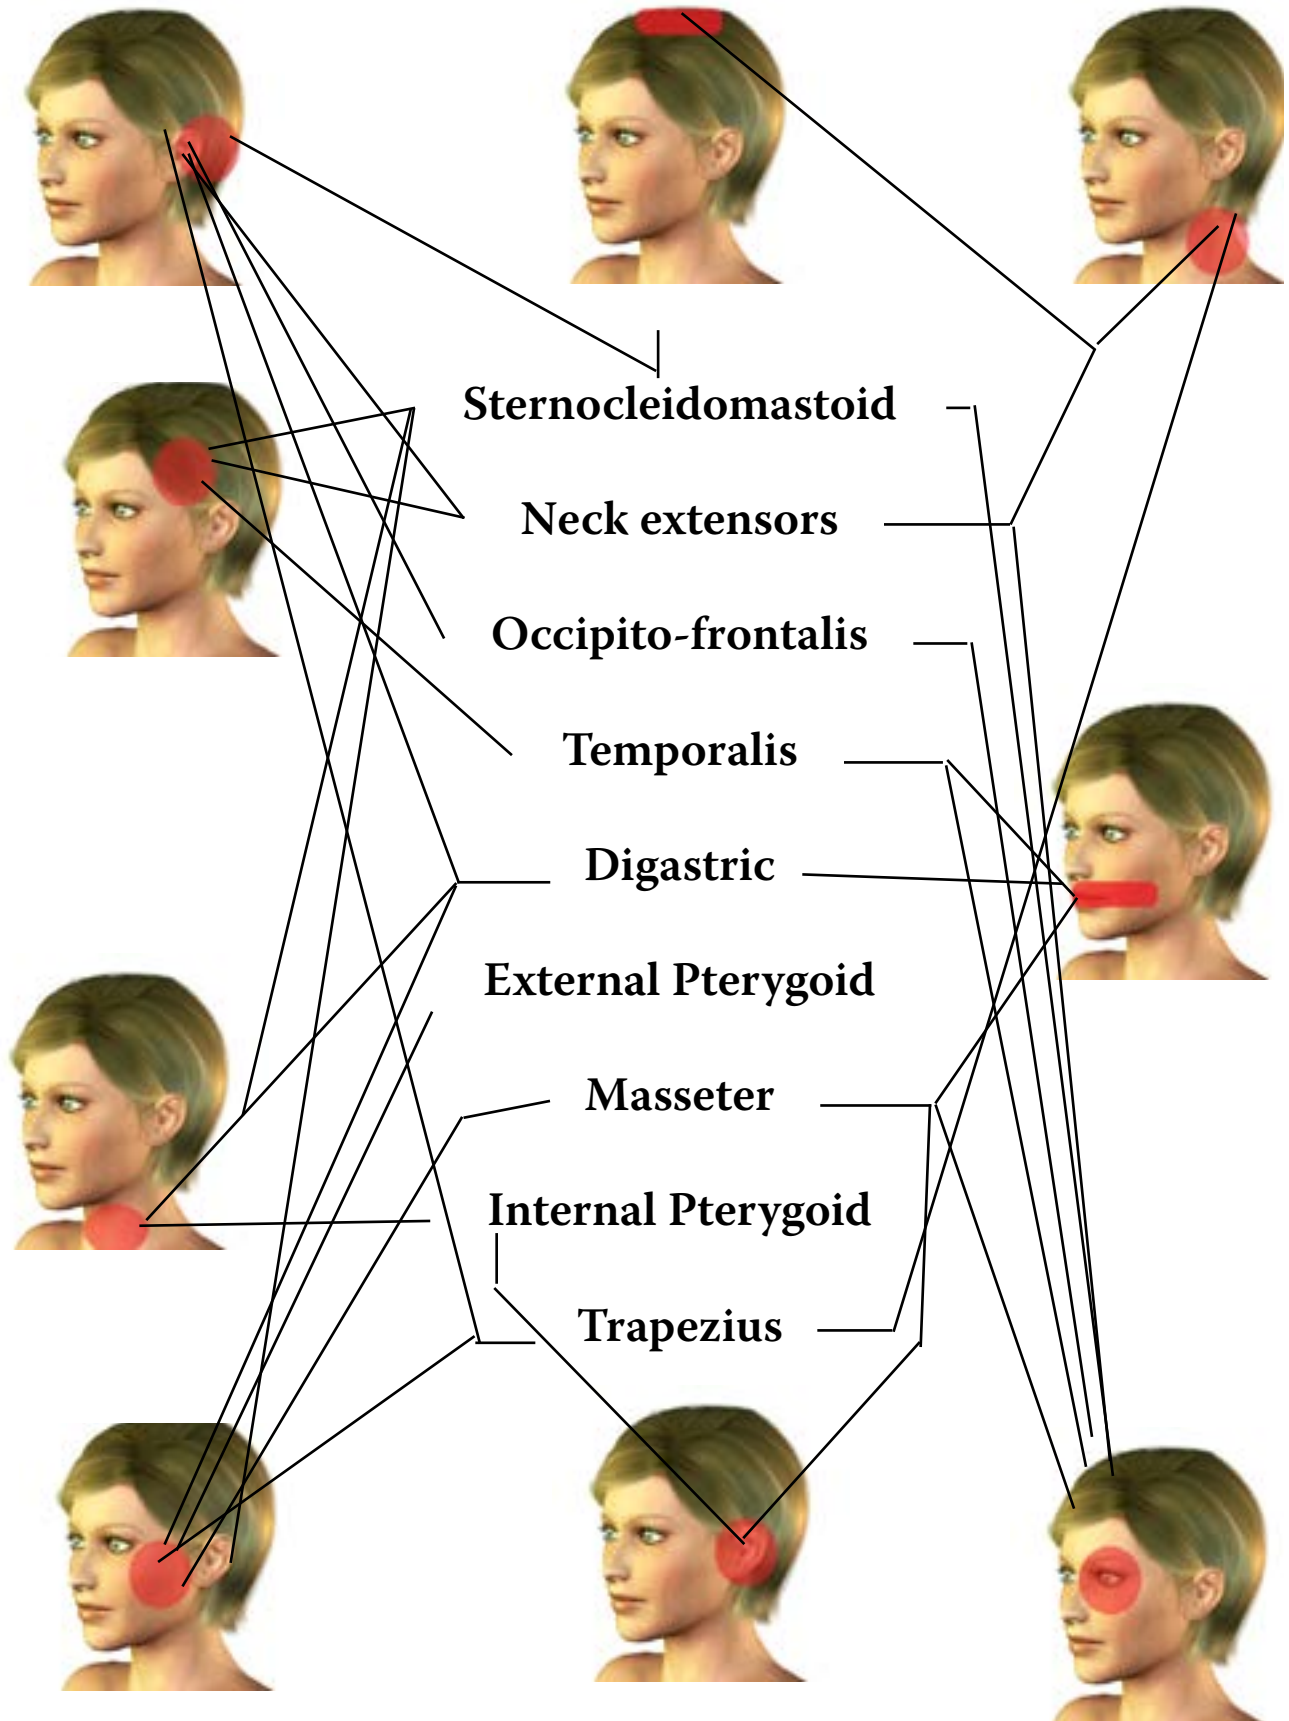 Sternocleidomastoid
Neck extensors
Occipito-frontalis
Temporalis
Digastric
External Pterygoid
Masseter
Internal Pterygoid
Trapezius